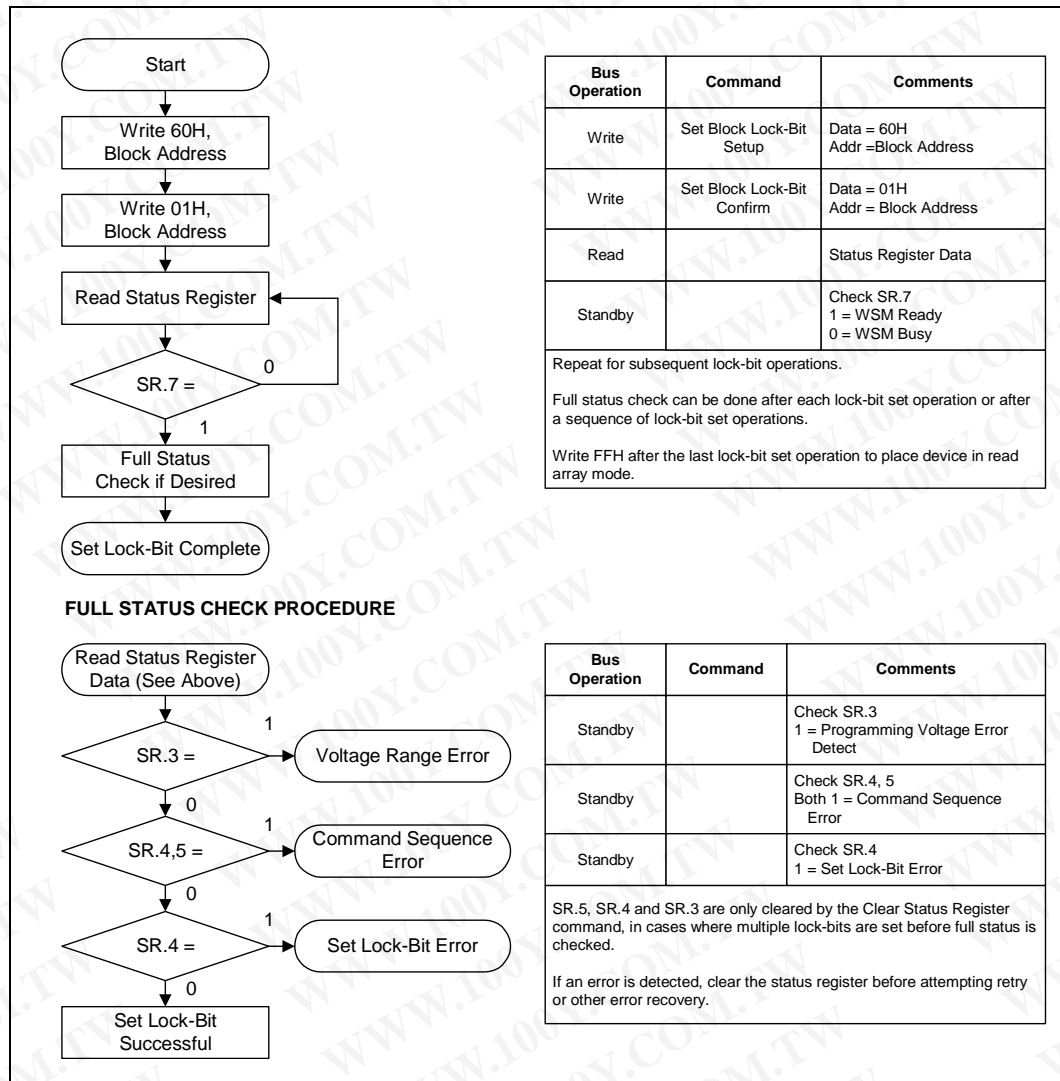 Start
Write 60H,
Block Address
Write 01H,
Block Address
Read Status Register
0
SR.7 =
1
Full Status
Check if Desired
Set Lock-Bit Complete
Bus
Operation
Command
Comments
Write
Set Block Lock-Bit
Setup
Data = 60H
Addr =Block Address
Write
Set Block Lock-Bit
Confirm
Data = 01H
Addr = Block Address
Read
Status Register Data
Standby
Check SR.7
1 = WSM Ready
0 = WSM Busy
Repeat for subsequent lock-bit operations.
Full status check can be done after each lock-bit set operation or after
a sequence of lock-bit set operations.
Write FFH after the last lock-bit set operation to place device in read
array mode.
FULL STATUS CHECK PROCEDURE
Read Status Register
Data (See Above)
1
SR.3 =
Voltage Range Error
0
1
SR.4,5 =
Command Sequence
Error
0
1
SR.4 =
Set Lock-Bit Error
0
Set Lock-Bit
Successful
Bus
Operation
Command
Comments
Standby
Check SR.3
1 = Programming Voltage Error
Detect
Standby
Check SR.4, 5
Both 1 = Command Sequence
Error
Standby
Check SR.4
1 = Set Lock-Bit Error
SR.5, SR.4 and SR.3 are only cleared by the Clear Status Register
command, in cases where multiple lock-bits are set before full status is
checked.
If an error is detected, clear the status register before attempting retry
or other error recovery.
WWW.100Y.COM.TW